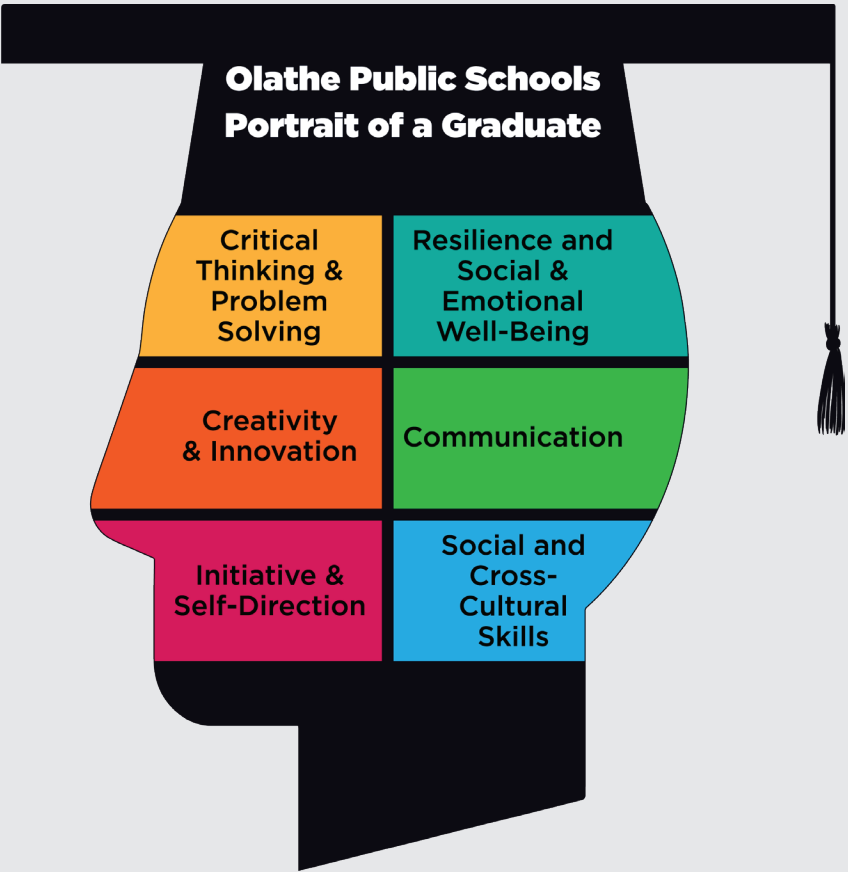 Olathe Public Schools
Portrait of a Graduate
Critical
Thinking &
Problem
Solving
Resilience and
Social &
Emotional
Well-Being
Creativity
& Innovation
Communication
Initiative &
Self-Direction
Social and
Cross-
Cultural
Skills